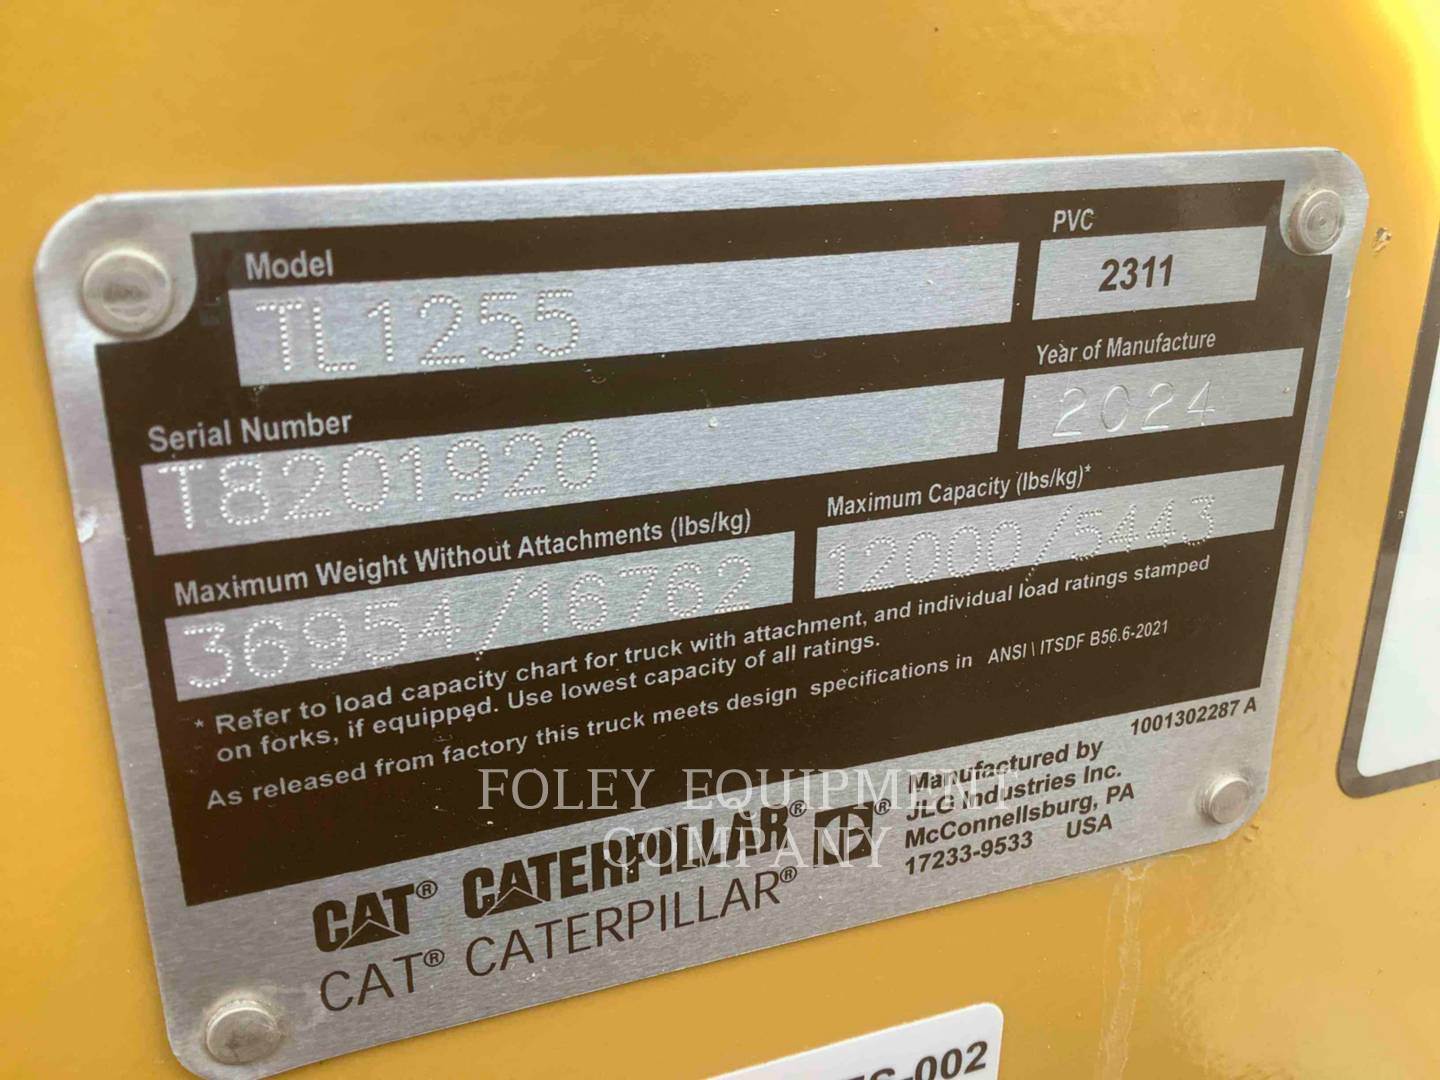 Model
TL1255
PVC
2311
Serial Number
T8201920
Year of Manufacture
2024
Maximum Weight Without Attachments (lbs/kg)
36954/16762
Maximum Capacity (lbs/kg)*
12000/5443
* Refer to load capacity chart for truck with attachment, and individual load ratings stamped
on forks, if equipped. Use lowest capacity of all ratings.
As released from factory this truck meets design specifications in ANSI \ ITSDF B56.6-2021
1001302287 A
CAT® CATERPILLAR® ®
CAT® CATERPILLAR®
Manufactured by
JLG Industries Inc.
McConnellsburg, PA
17233-9533 USA
FOLEY EQUIPMENT
COMPANY
-002